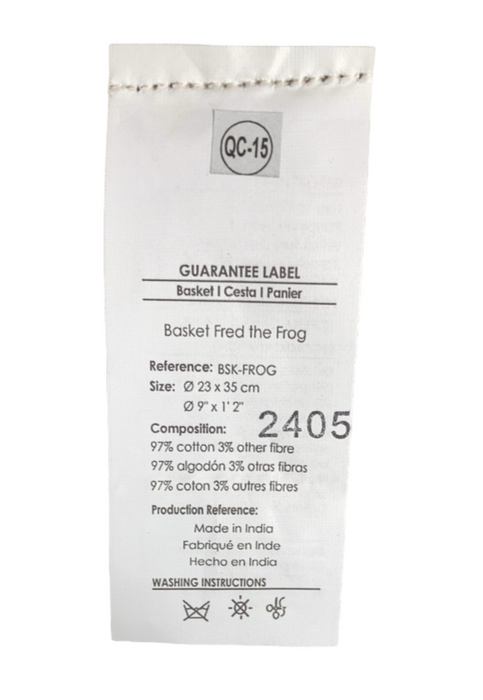 QC-15
GUARANTEE LABEL
Basket I Cesta I Panier
Basket Fred the Frog
Reference: BSK-FROG
Size: Ø 23 x 35 cm
Ø 9" x 1' 2"
2405
Composition:
97% cotton 3% other fibre
97% algodón 3% otras fibras
97% coton 3% autres fibres
Production Reference:
Made in India
Fabriqué en Inde
Hecho en India
WASHING INSTRUCTIONS